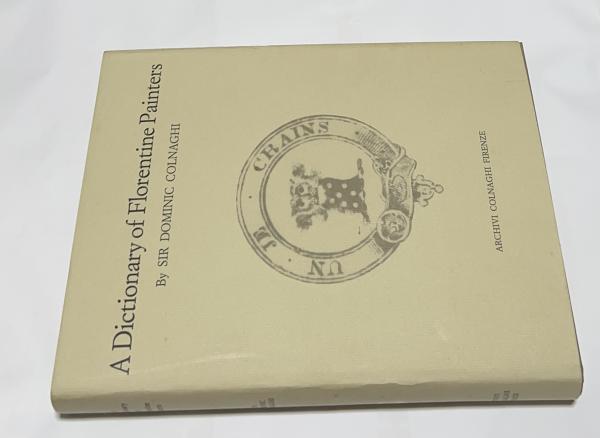 A Dictionary of Florentine Painters
By SIR DOMINIC COLNAGHI
UN JE CRAINS
ARCHIVI COLNAGHI FIRENZE